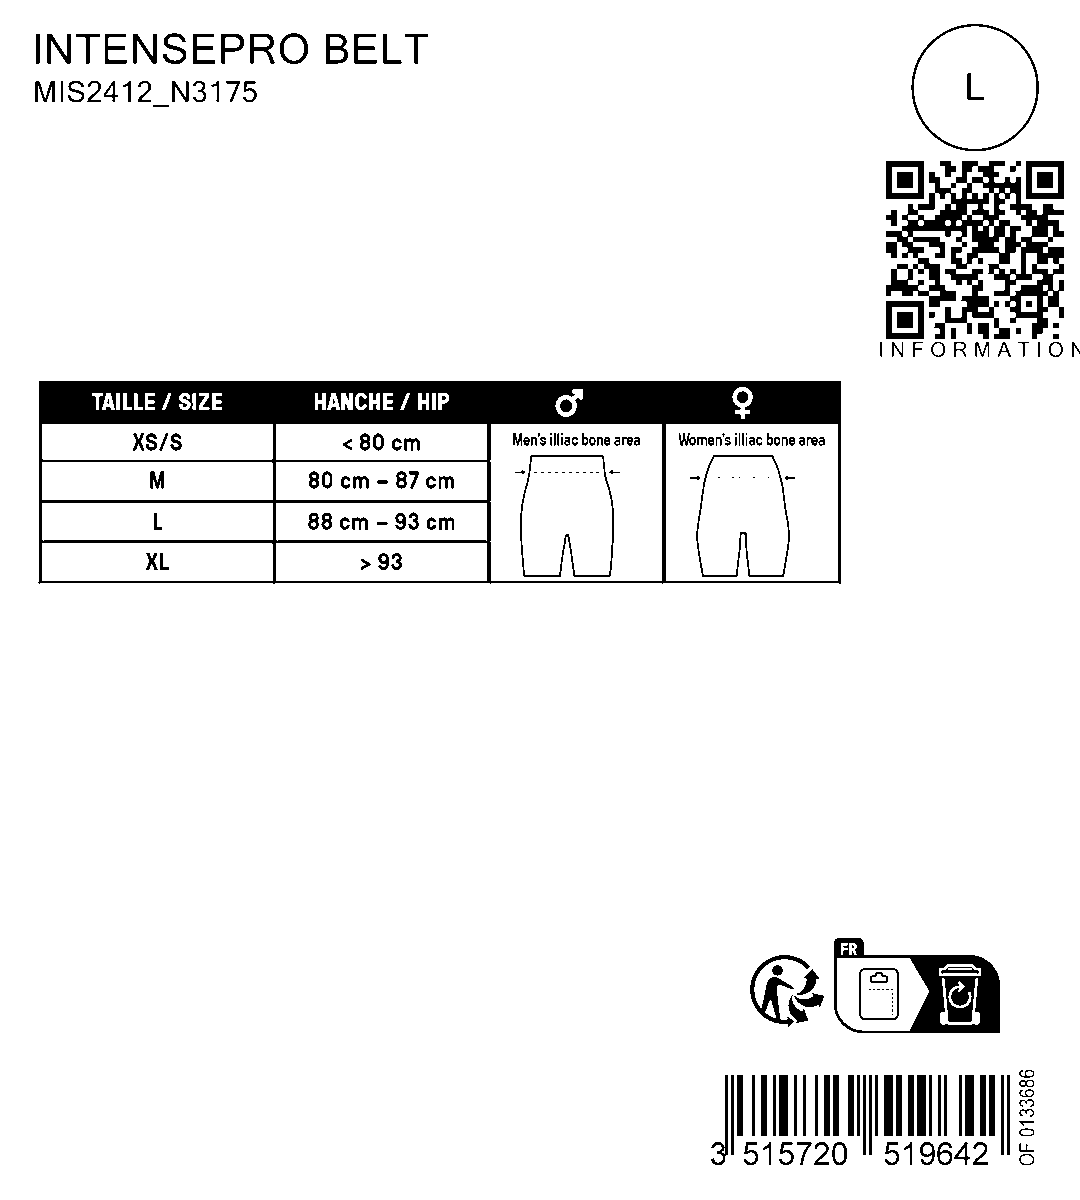 INTENSEPRO BELT
MIS2412_N3175
L
INFORMATION
TAILLE / SIZE HANCHE / HIP ♂ ♀
XS/S < 80 cm Men's illiac bone area Women's illiac bone area
M 80 cm – 87 cm
L 88 cm – 93 cm
XL > 93
FR
3 515720 519642
OF 0133686